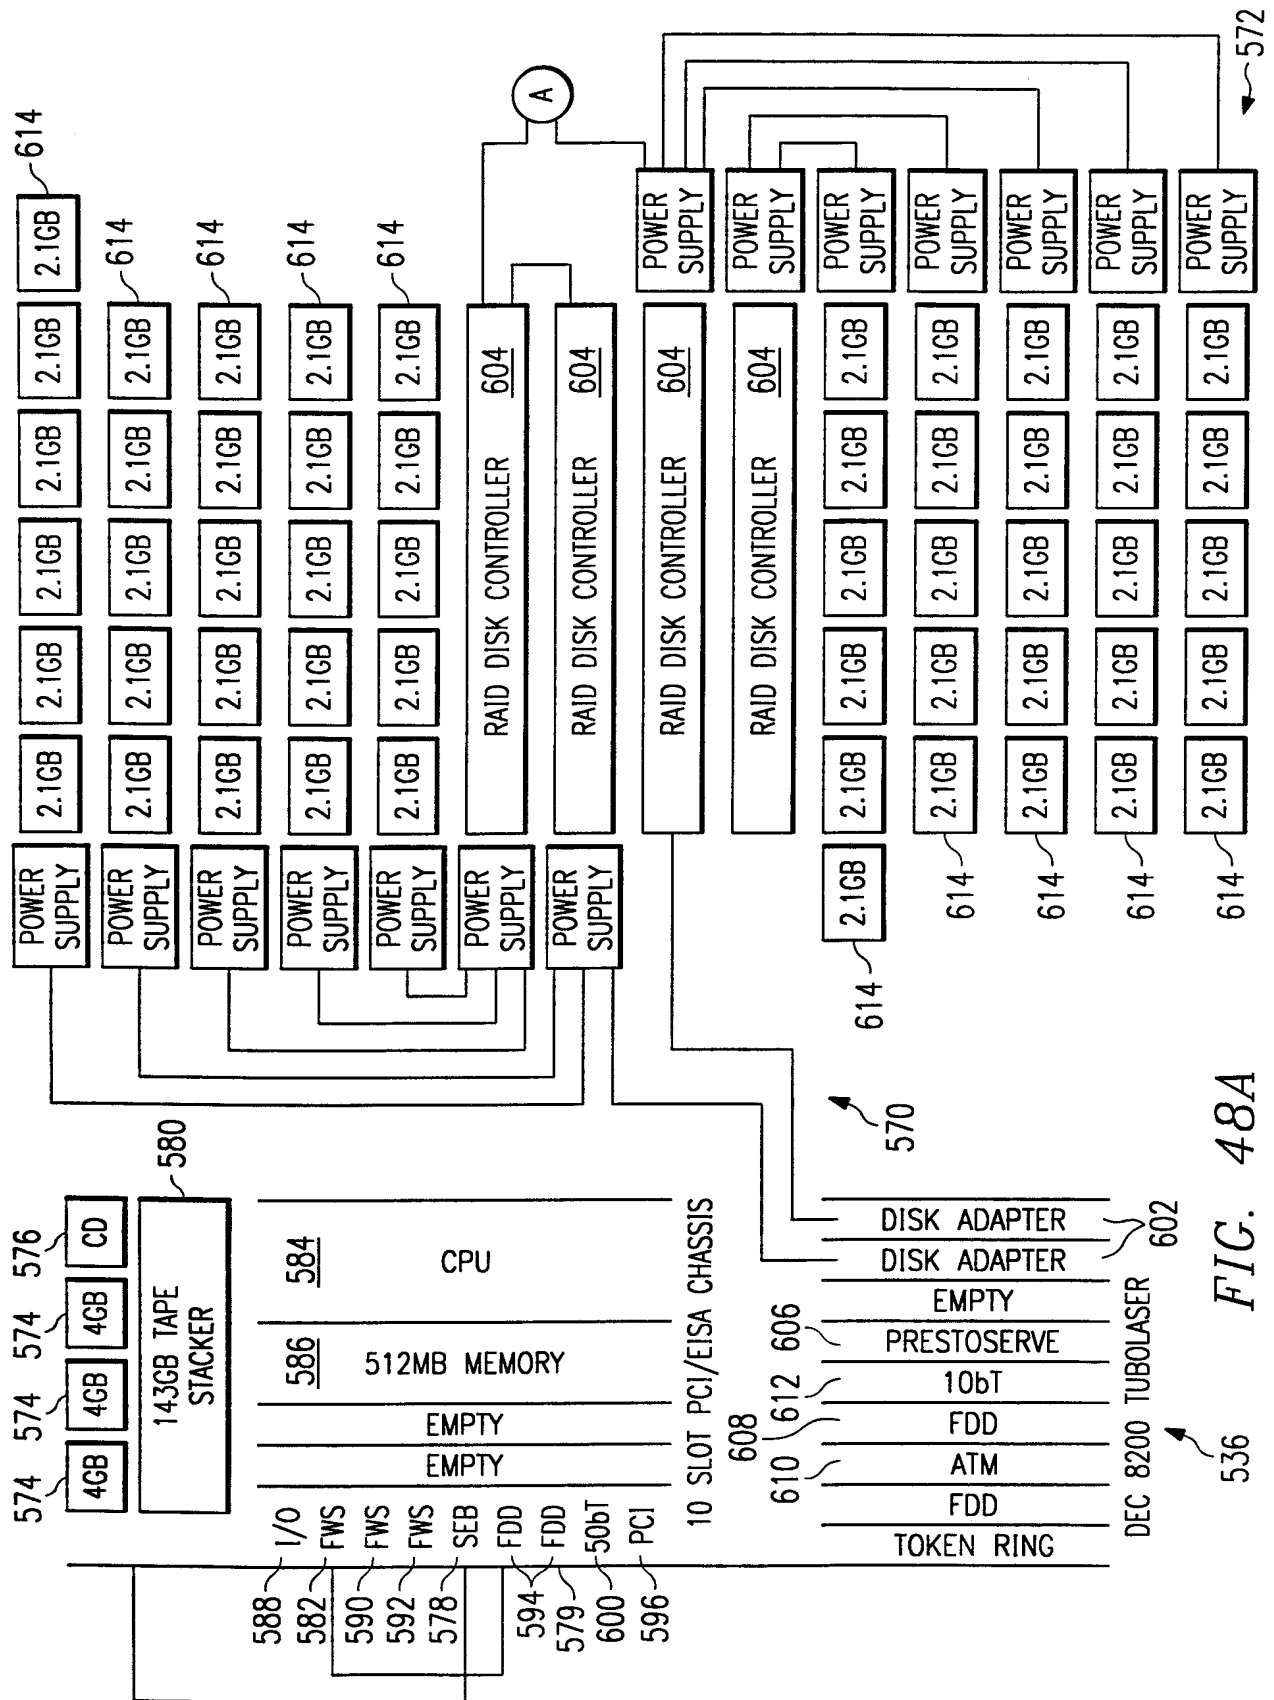 574 574 574 576
4GB 4GB 4GB CD
143GB TAPE
STACKER
580
588 I/O
582 FWS
590 FWS
592 FWS
578 SEB
594 FDD
FDD
579
600 50bT
596 PCI
EMPTY
EMPTY
586
512MB MEMORY
584
CPU
10 SLOT PCI/EISA CHASSIS
610 608 612 606
TOKEN RING
FDD
ATM
FDD
10bT
PRESTOSERVE
EMPTY
DISK ADAPTER
DISK ADAPTER
602
DEC 8200 TUBOLASER
536
570
POWER
SUPPLY
2.1GB 2.1GB 2.1GB 2.1GB 2.1GB 2.1GB 614
POWER
SUPPLY
2.1GB 2.1GB 2.1GB 2.1GB 2.1GB 614
POWER
SUPPLY
2.1GB 2.1GB 2.1GB 2.1GB 2.1GB 614
POWER
SUPPLY
2.1GB 2.1GB 2.1GB 2.1GB 2.1GB 614
POWER
SUPPLY
2.1GB 2.1GB 2.1GB 2.1GB 2.1GB 614
POWER
SUPPLY
RAID DISK CONTROLLER 604
POWER
SUPPLY
RAID DISK CONTROLLER 604
A
RAID DISK CONTROLLER 604
POWER
SUPPLY
RAID DISK CONTROLLER 604
POWER
SUPPLY
614 2.1GB 2.1GB 2.1GB 2.1GB 2.1GB 2.1GB
POWER
SUPPLY
614 2.1GB 2.1GB 2.1GB 2.1GB 2.1GB
POWER
SUPPLY
614 2.1GB 2.1GB 2.1GB 2.1GB 2.1GB
POWER
SUPPLY
614 2.1GB 2.1GB 2.1GB 2.1GB 2.1GB
POWER
SUPPLY
614 2.1GB 2.1GB 2.1GB 2.1GB 2.1GB
POWER
SUPPLY
572
FIG. 48A